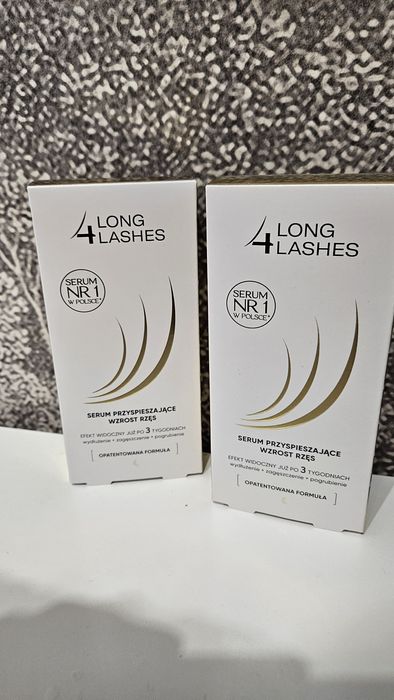 4 LONG
LASHES
SERUM
NR 1
W POLSCE*
SERUM PRZYSPIESZAJĄCE
WZROST RZĘS
EFEKT WIDOCZNY JUŻ PO 3 TYGODNIACH
wydłużenie + zagęszczenie + pogrubienie
[ OPATENTOWANA FORMUŁA ]
4 LONG
LASHES
SERUM
NR 1
W POLSCE*
SERUM PRZYSPIESZAJĄCE
WZROST RZĘS
EFEKT WIDOCZNY JUŻ PO 3 TYGODNIACH
wydłużenie + zagęszczenie + pogrubienie
[ OPATENTOWANA FORMUŁA ]